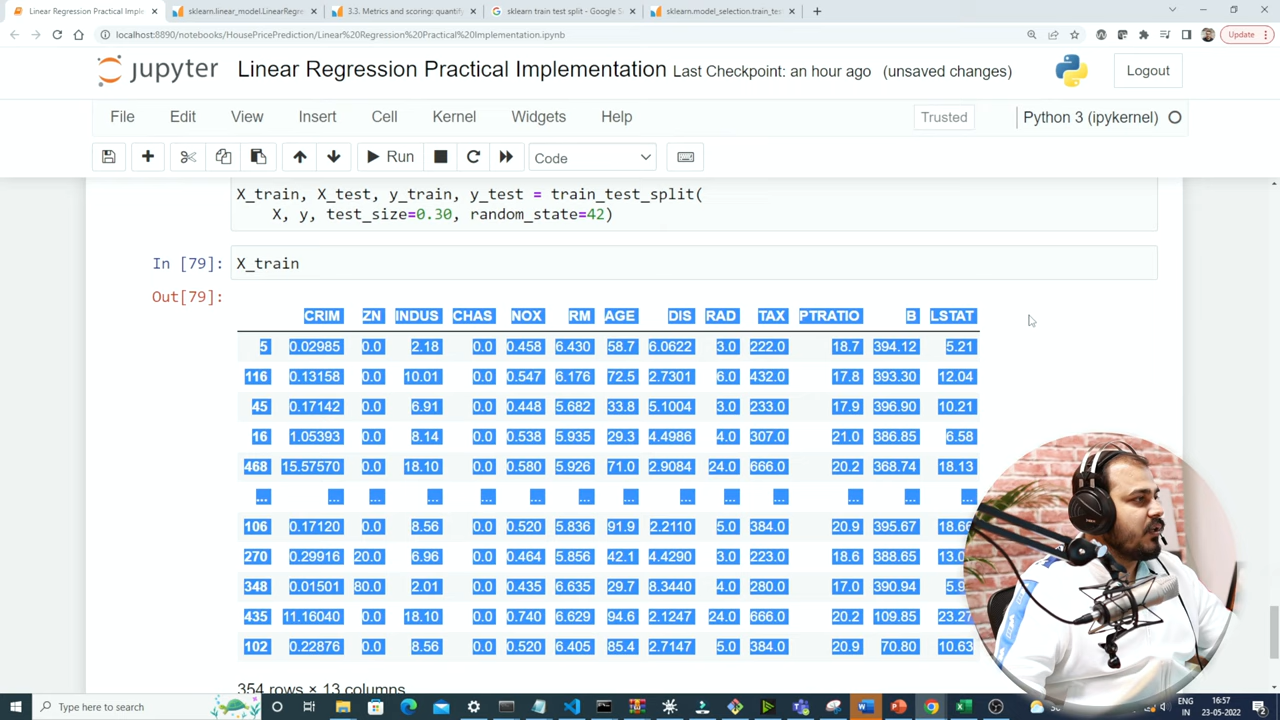 Linear Regression Practical Imple
sklearn.linear_model.LinearRegre
3.3. Metrics and scoring: quantify
sklearn train test split - Google S
sklearn.model_selection.train_tes
localhost:8890/notebooks/HousePricePrediction/Linear%20Regression%20Practical%20Implementation.ipynb
Update
jupyter Linear Regression Practical Implementation Last Checkpoint: an hour ago (unsaved changes)
Logout
File Edit View Insert Cell Kernel Widgets Help
Trusted
Python 3 (ipykernel)
Run
Code
X_train, X_test, y_train, y_test = train_test_split(
X, y, test_size=0.30, random_state=42)
In [79]: X_train
Out[79]:
CRIM ZN INDUS CHAS NOX RM AGE DIS RAD TAX PTRATIO B LSTAT
5 0.02985 0.0 2.18 0.0 0.458 6.430 58.7 6.0622 3.0 222.0 18.7 394.12 5.21
116 0.13158 0.0 10.01 0.0 0.547 6.176 72.5 2.7301 6.0 432.0 17.8 393.30 12.04
45 0.17142 0.0 6.91 0.0 0.448 5.682 33.8 5.1004 3.0 233.0 17.9 396.90 10.21
16 1.05393 0.0 8.14 0.0 0.538 5.935 29.3 4.4986 4.0 307.0 21.0 386.85 6.58
468 15.57570 0.0 18.10 0.0 0.580 5.926 71.0 2.9084 24.0 666.0 20.2 368.74 18.13
... ... ... ... ... ... ... ... ... ... ... ... ... ...
106 0.17120 0.0 8.56 0.0 0.520 5.836 91.9 2.2110 5.0 384.0 20.9 395.67 18.66
270 0.29916 20.0 6.96 0.0 0.464 5.856 42.1 4.4290 3.0 223.0 18.6 388.65 13.0
348 0.01501 80.0 2.01 0.0 0.435 6.635 29.7 8.3440 4.0 280.0 17.0 390.94 5.9
435 11.16040 0.0 18.10 0.0 0.740 6.629 94.6 2.1247 24.0 666.0 20.2 109.85 23.27
102 0.22876 0.0 8.56 0.0 0.520 6.405 85.4 2.7147 5.0 384.0 20.9 70.80 10.63
354 rows × 13 columns
Type here to search
ENG
IN
16:57
23-05-2022